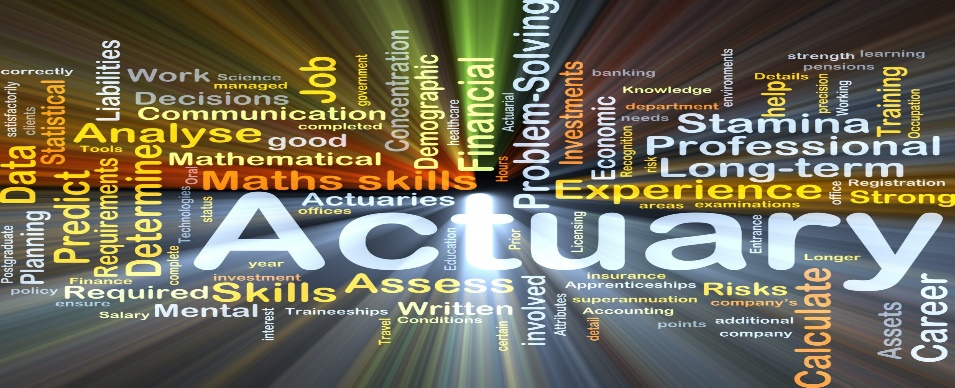 correctly
satisfactorily
clients
Statistical
Liabilities
Work
Science
managed
Decisions
Communication
Job
government
Concentration
Demographic
healthcare
Financial
Actuarial
Problem-Solving
Investments
banking
Economic
Knowledge
department
needs
environments
strength
learning
pensions
Details
help
precision
Working
Training
Occupation
Data
Tools
Analyse
good
completed
Mathematical
Maths skills
Hours
Recognition
risk
Stamina
Professional
Long-term
Experience
office
Registration
Strong
areas
examinations
Predict
Requirements
Determine
Technologies
Oral
status
Actuaries
offices
Actuary
Postgraduate
Planning
Finance
complete
year
Education
Prior
Licensing
Entrance
Longer
policy
ensure
Required
investment
Skills
Assess
insurance
Apprenticeships
Risks
superannuation
company's
Salary
Mental
interest
Traineeships
Travel
Written
Conditions
certain
involved
Attributes
detail
Accounting
points
additional
company
Calculate
Assets
Career